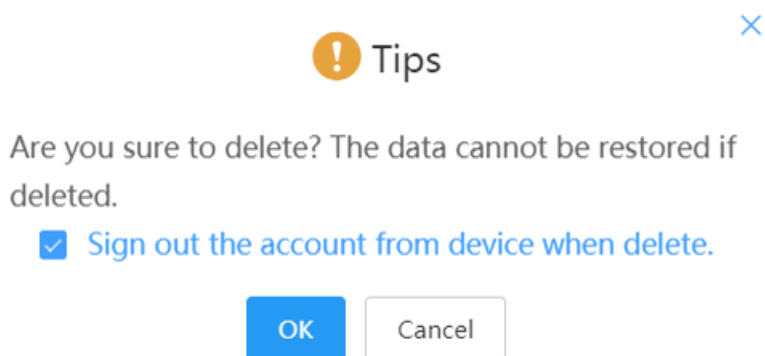 Tips
Are you sure to delete? The data cannot be restored if
deleted.
Sign out the account from device when delete.
OK Cancel